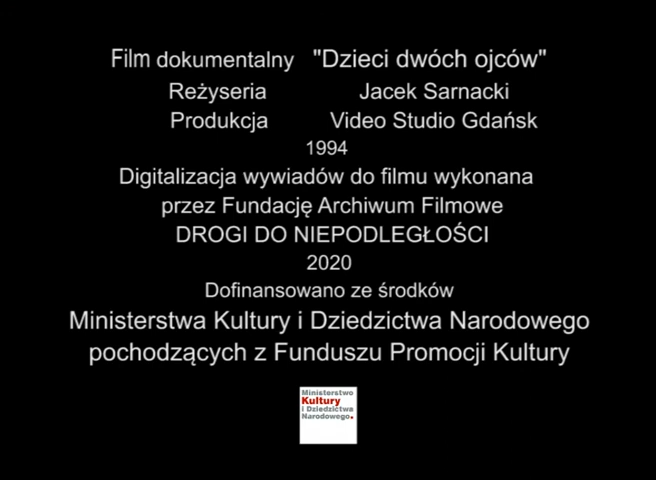 Film dokumentalny "Dzieci dwóch ojców"
Reżyseria Jacek Sarnacki
Produkcja Video Studio Gdańsk
1994
Digitalizacja wywiadów do filmu wykonana
przez Fundację Archiwum Filmowe
DROGI DO NIEPODLEGŁOŚCI
2020
Dofinansowano ze środków
Ministerstwa Kultury i Dziedzictwa Narodowego
pochodzących z Funduszu Promocji Kultury
Ministerstwo
Kultury
i Dziedzictwa
Narodowego.